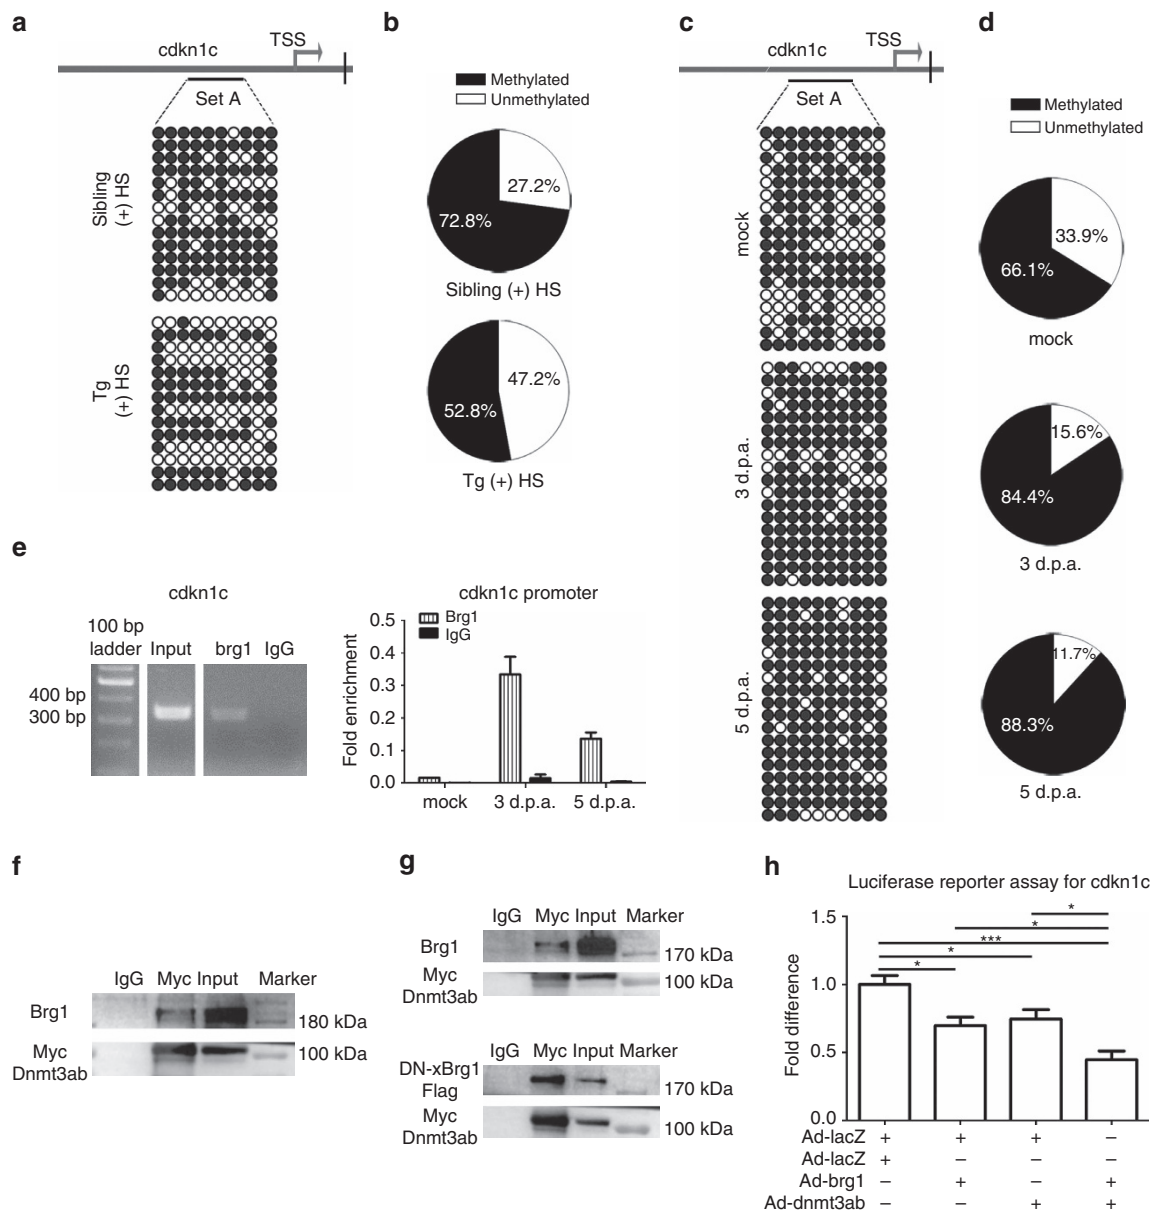 a
cdkn1c
TSS
Set A
Sibling
(+) HS
Tg
(+) HS
b
Methylated
Unmethylated
27.2%
72.8%
Sibling (+) HS
47.2%
52.8%
Tg (+) HS
c
cdkn1c
TSS
Set A
mock
3 d.p.a.
5 d.p.a.
d
Methylated
Unmethylated
33.9%
66.1%
mock
15.6%
84.4%
3 d.p.a.
11.7%
88.3%
5 d.p.a.
e
cdkn1c
100 bp
ladder Input brg1 IgG
400 bp
300 bp
cdkn1c promoter
Brg1
IgG
Fold enrichment
0.5
0.4
0.3
0.2
0.1
0.0
mock 3 d.p.a. 5 d.p.a.
f
IgG Myc Input Marker
Brg1
180 kDa
Myc
Dnmt3ab
100 kDa
g
IgG Myc Input Marker
Brg1
170 kDa
Myc
Dnmt3ab
100 kDa
IgG Myc Input Marker
DN-xBrg1
Flag
170 kDa
Myc
Dnmt3ab
100 kDa
h
Luciferase reporter assay for cdkn1c
Fold difference
1.5
1.0
0.5
0.0
*
*
***
*
*
Ad-lacZ + + + –
Ad-lacZ + – – –
Ad-brg1 – + – +
Ad-dnmt3ab – – + +